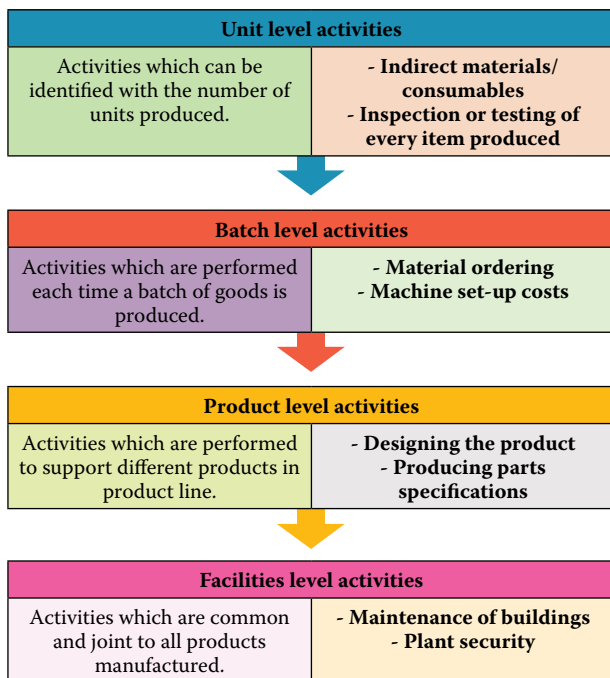 Unit level activities
Activities which can be
identified with the number of
units produced.
- Indirect materials/
consumables
- Inspection or testing of
every item produced
Batch level activities
Activities which are performed
each time a batch of goods is
produced.
- Material ordering
- Machine set-up costs
Product level activities
Activities which are performed
to support different products in
product line.
- Designing the product
- Producing parts
specifications
Facilities level activities
Activities which are common
and joint to all products
manufactured.
- Maintenance of buildings
- Plant security